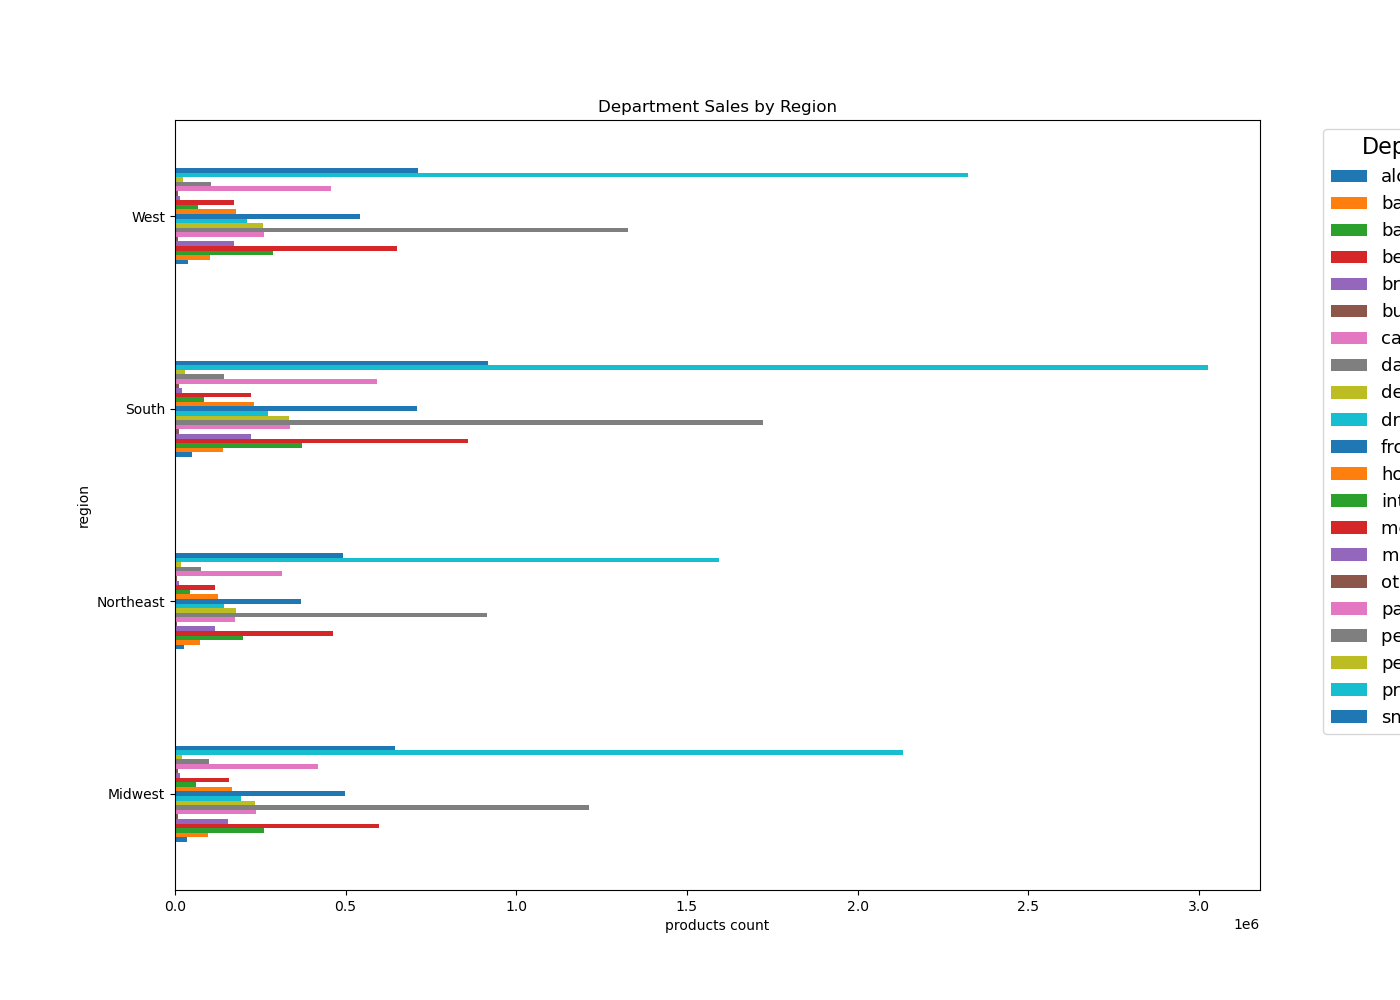 Department Sales by Region
West
South
Northeast
Midwest
region
0.0 0.5 1.0 1.5 2.0 2.5 3.0
1e6
products count
Dep
alc
ba
ba
be
br
bu
ca
da
de
dr
fro
ho
int
me
mi
ot
pa
pe
pe
pr
sn